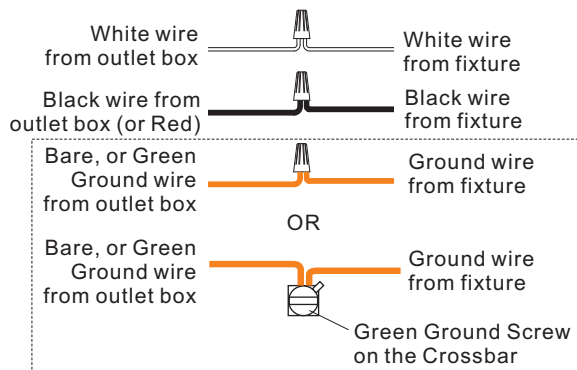 White wire
from outlet box
White wire
from fixture
Black wire from
outlet box (or Red)
Black wire
from fixture
Bare, or Green
Ground wire
from outlet box
Ground wire
from fixture
OR
Bare, or Green
Ground wire
from outlet box
Ground wire
from fixture
Green Ground Screw
on the Crossbar